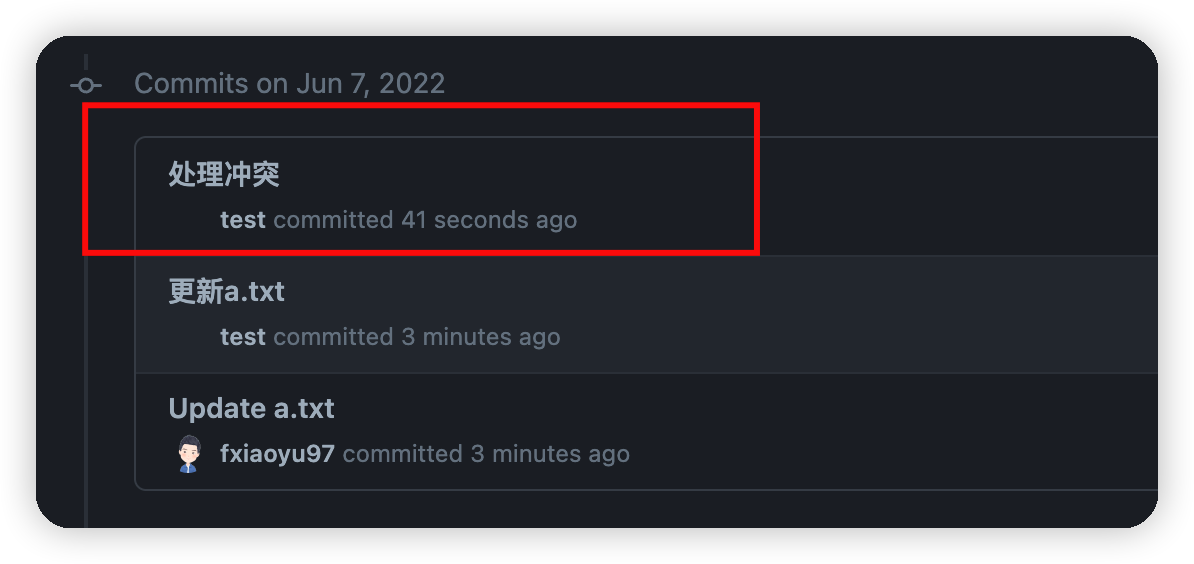 Commits on Jun 7, 2022
处理冲突
test committed 41 seconds ago
更新a.txt
test committed 3 minutes ago
Update a.txt
fxiaoyu97 committed 3 minutes ago